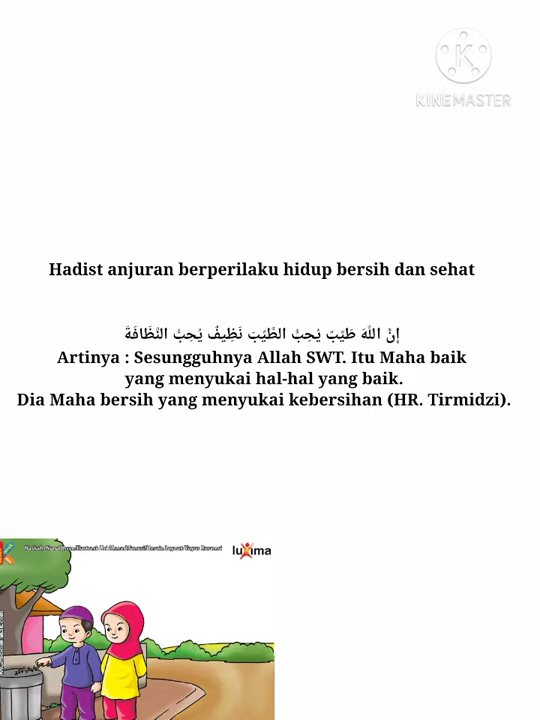 KINEMASTER
Hadist anjuran berperilaku hidup bersih dan sehat
إِنَّ اللَّهَ طَيِّبٌ يُحِبُّ الطَّيِّبَ نَظِيفٌ يُحِبُّ النَّظَافَةَ
Artinya : Sesungguhnya Allah SWT. Itu Maha baik
yang menyukai hal-hal yang baik.
Dia Maha bersih yang menyukai kebersihan (HR. Tirmidzi).
luxima